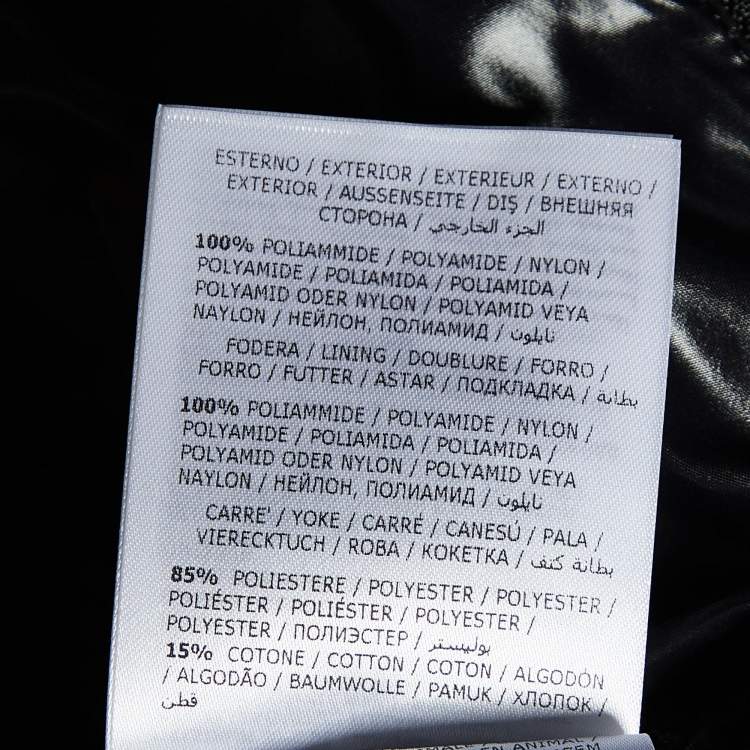 ESTERNO / EXTERIOR / EXTERIEUR / EXTERNO /
EXTERIOR / AUSSENSEITE / DIŞ / ВНЕШНЯЯ
СТОРОНА / الجزء الخارجي
100% POLIAMMIDE / POLYAMIDE / NYLON /
POLYAMIDE / POLIAMIDA / POLIAMIDA /
POLYAMID ODER NYLON / POLYAMID VEYA
NAYLON / НЕЙЛОН, ПОЛИАМИД / نايلون
FODERA / LINING / DOUBLURE / FORRO /
FORRO / FUTTER / ASTAR / ПОДКЛАДКА / بطانة
100% POLIAMMIDE / POLYAMIDE / NYLON /
POLYAMIDE / POLIAMIDA / POLIAMIDA /
POLYAMID ODER NYLON / POLYAMID VEYA
NAYLON / НЕЙЛОН, ПОЛИАМИД / نايلون
CARRE' / YOKE / CARRÉ / CANESÚ / PALA /
VIERECKTUCH / ROBA / КОКЕТКА / بطانة كتف
85% POLIESTERE / POLYESTER / POLYESTER /
POLIÉSTER / POLIÉSTER / POLYESTER /
POLYESTER / ПОЛИЭСТЕР / بوليستر
15% COTONE / COTTON / COTON / ALGODÓN
/ ALGODÃO / BAUMWOLLE / PAMUK / ХЛОПОК /
قطن